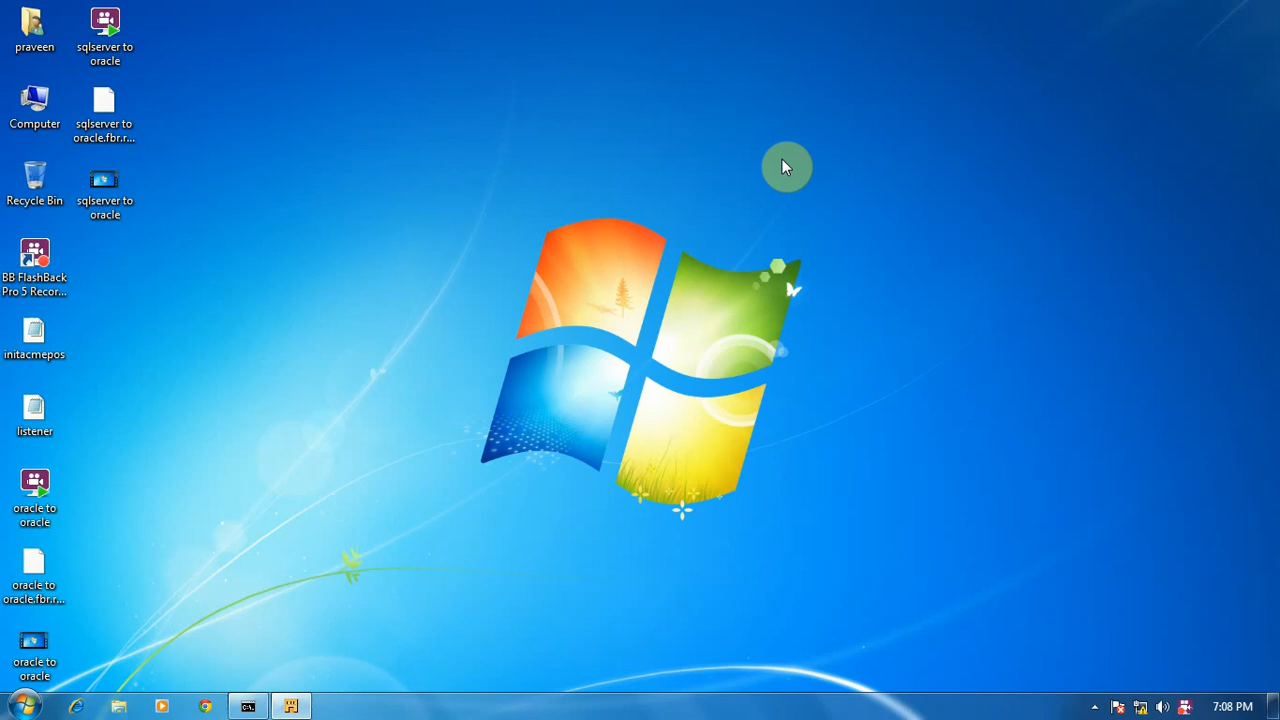 praveen
sqlserver to
oracle
Computer
sqlserver to
oracle.fbr.r...
Recycle Bin
sqlserver to
oracle
BB FlashBack
Pro 5 Recor...
initacmepos
listener
oracle to
oracle
oracle to
oracle.fbr.r...
oracle to
oracle
C:\.
7:08 PM